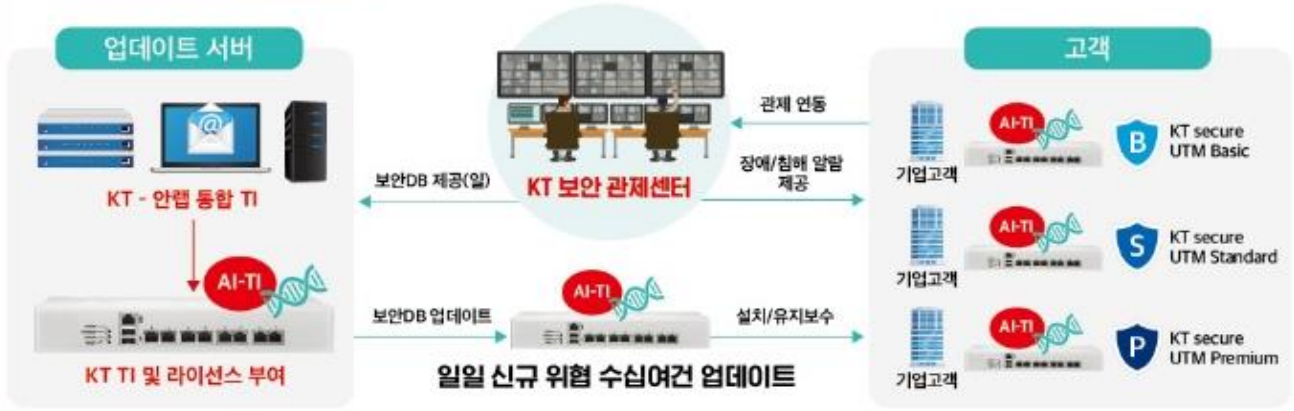 업데이트 서버
@
KT - 안랩 통합 TI
AI-TI
KT TI 및 라이선스 부여
보안DB 제공(일)
보안DB 업데이트
KT 보안 관제센터
AI-TI
일일 신규 위협 수십여건 업데이트
관제 연동
장애/침해 알람
제공
설치/유지보수
고객
기업고객
AI-TI
B
KT secure
UTM Basic
기업고객
AI-TI
S
KT secure
UTM Standard
기업고객
AI-TI
P
KT secure
UTM Premium